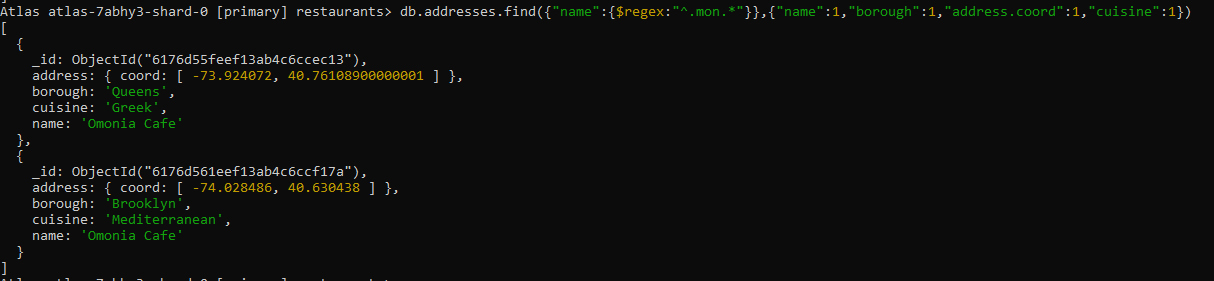 Atlas atlas-7abhy3-shard-0 [primary] restaurants> db.addresses.find({"name":{$regex:"^.mon.*"}},{"name":1,"borough":1,"address.coord":1,"cuisine":1})
[
  {
    _id: ObjectId("6176d55feef13ab4c6ccec13"),
    address: { coord: [ -73.924072, 40.76108900000001 ] },
    borough: 'Queens',
    cuisine: 'Greek',
    name: 'Omonia Cafe'
  },
  {
    _id: ObjectId("6176d561eef13ab4c6ccf17a"),
    address: { coord: [ -74.028486, 40.630438 ] },
    borough: 'Brooklyn',
    cuisine: 'Mediterranean',
    name: 'Omonia Cafe'
  }
]